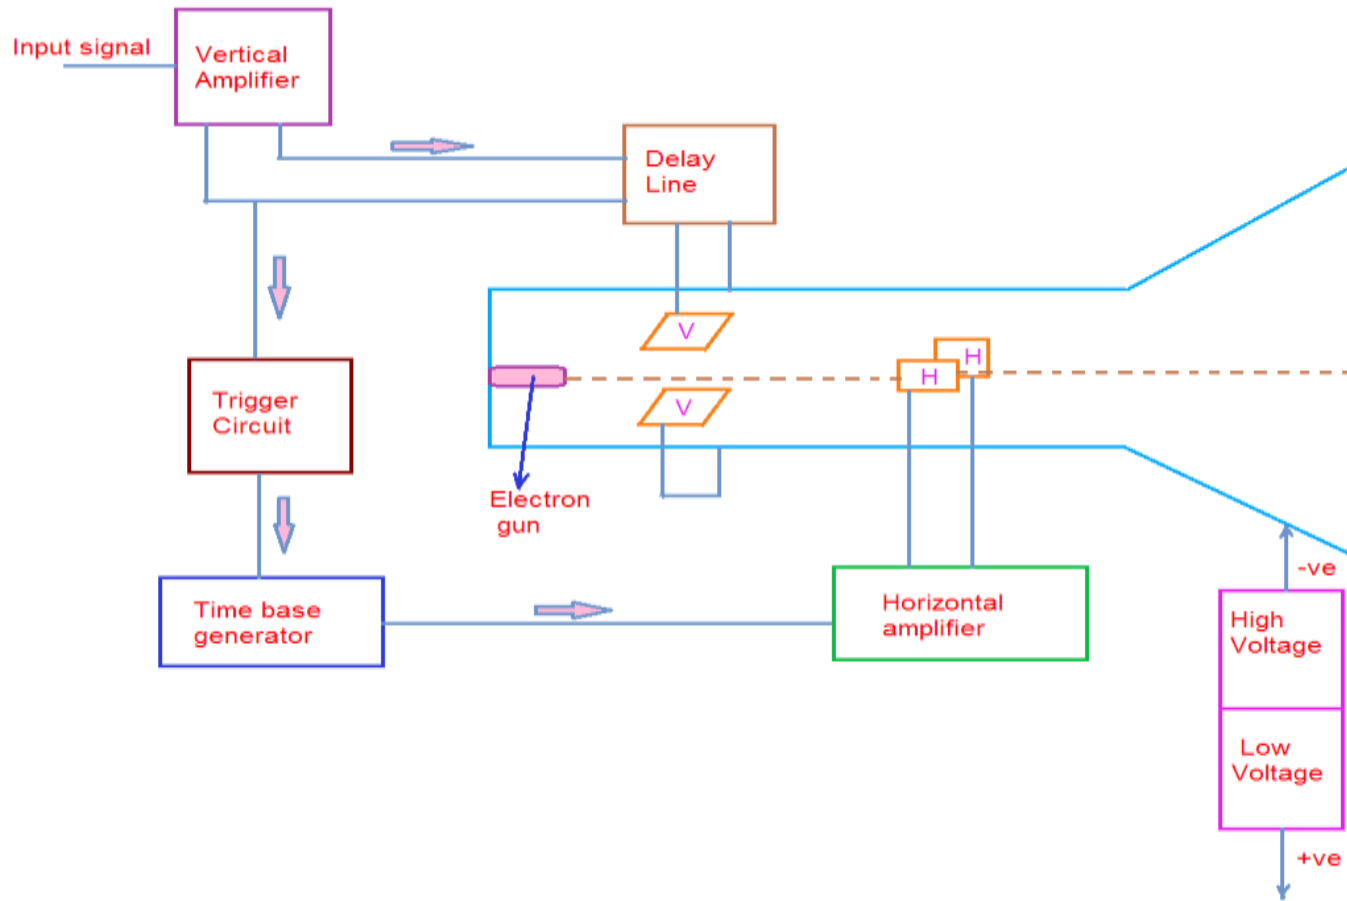 Input signal
Vertical
Amplifier
Delay
Line
V
H
H
V
Trigger
Circuit
Electron
gun
-ve
Time base
generator
Horizontal
amplifier
High
Voltage
Low
Voltage
+ve